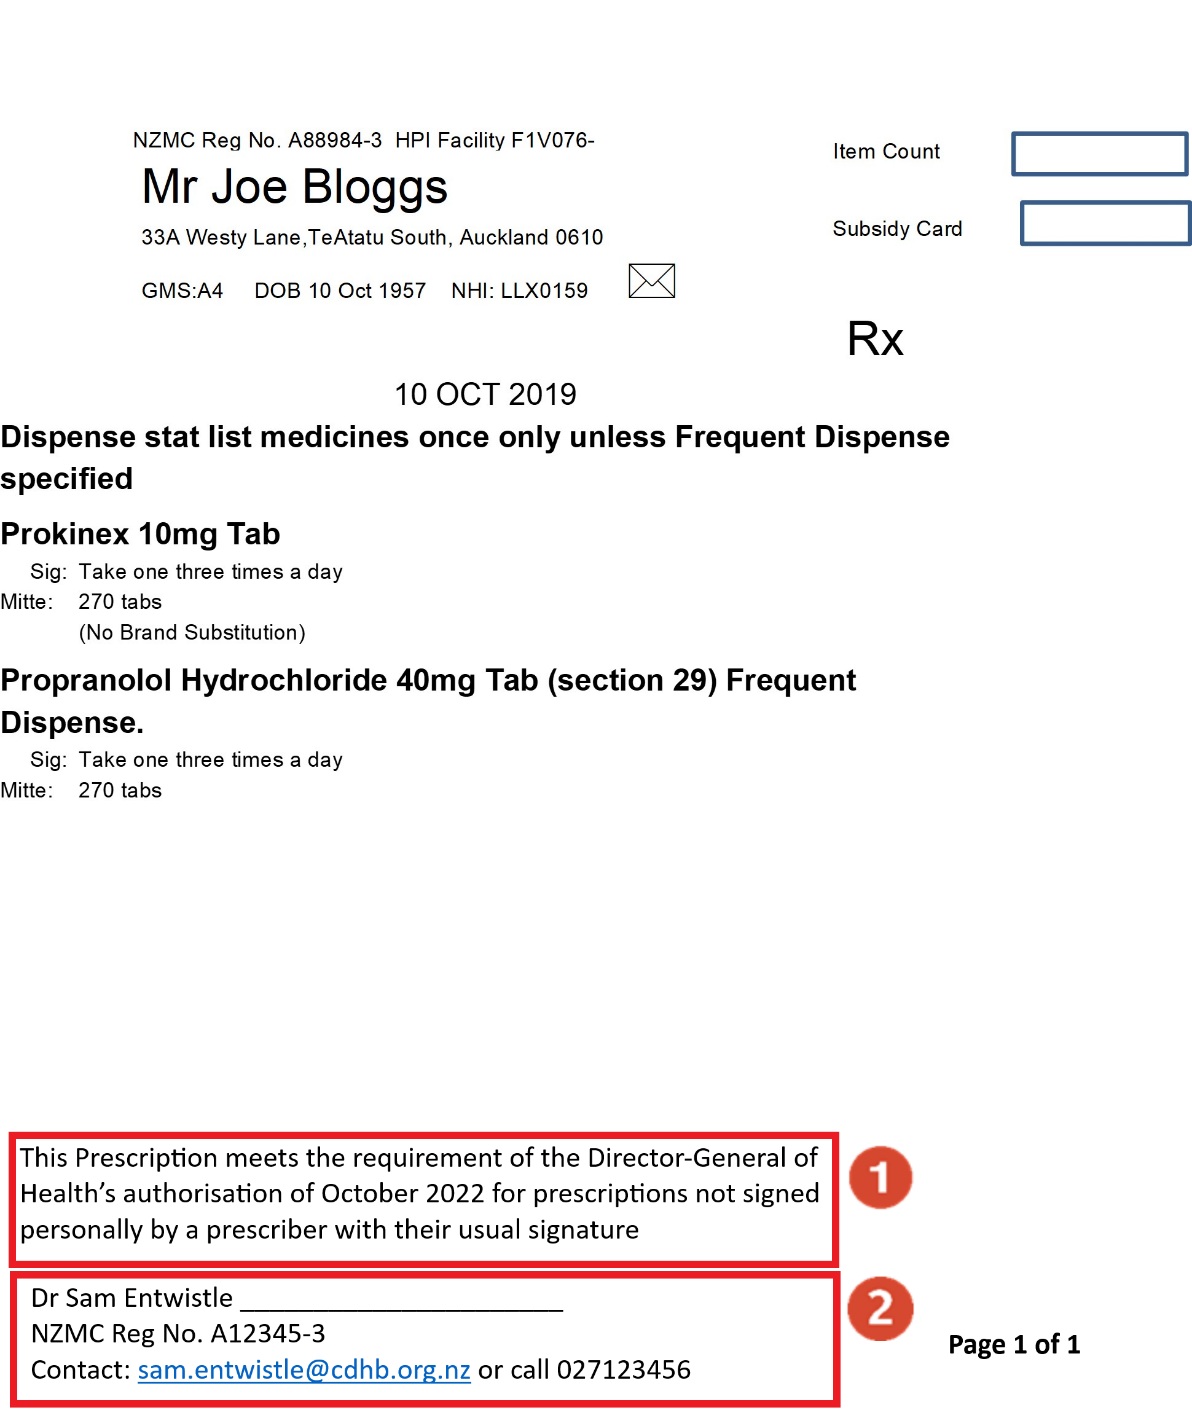 NZMC Reg No. A88984-3  HPI Facility F1V076-
Item Count
Mr Joe Bloggs
33A Westy Lane,TeAtatu South, Auckland 0610
Subsidy Card
GMS:A4     DOB 10 Oct 1957    NHI: LLX0159
Rx
10 OCT 2019
Dispense stat list medicines once only unless Frequent Dispense
specified
Prokinex 10mg Tab
Sig:  Take one three times a day
Mitte:    270 tabs
(No Brand Substitution)
Propranolol Hydrochloride 40mg Tab (section 29) Frequent
Dispense.
Sig:  Take one three times a day
Mitte:    270 tabs
This Prescription meets the requirement of the Director-General of
Health’s authorisation of October 2022 for prescriptions not signed
personally by a prescriber with their usual signature
1
Dr Sam Entwistle ______________________
NZMC Reg No. A12345-3
Contact: sam.entwistle@cdhb.org.nz or call 027123456
2
Page 1 of 1